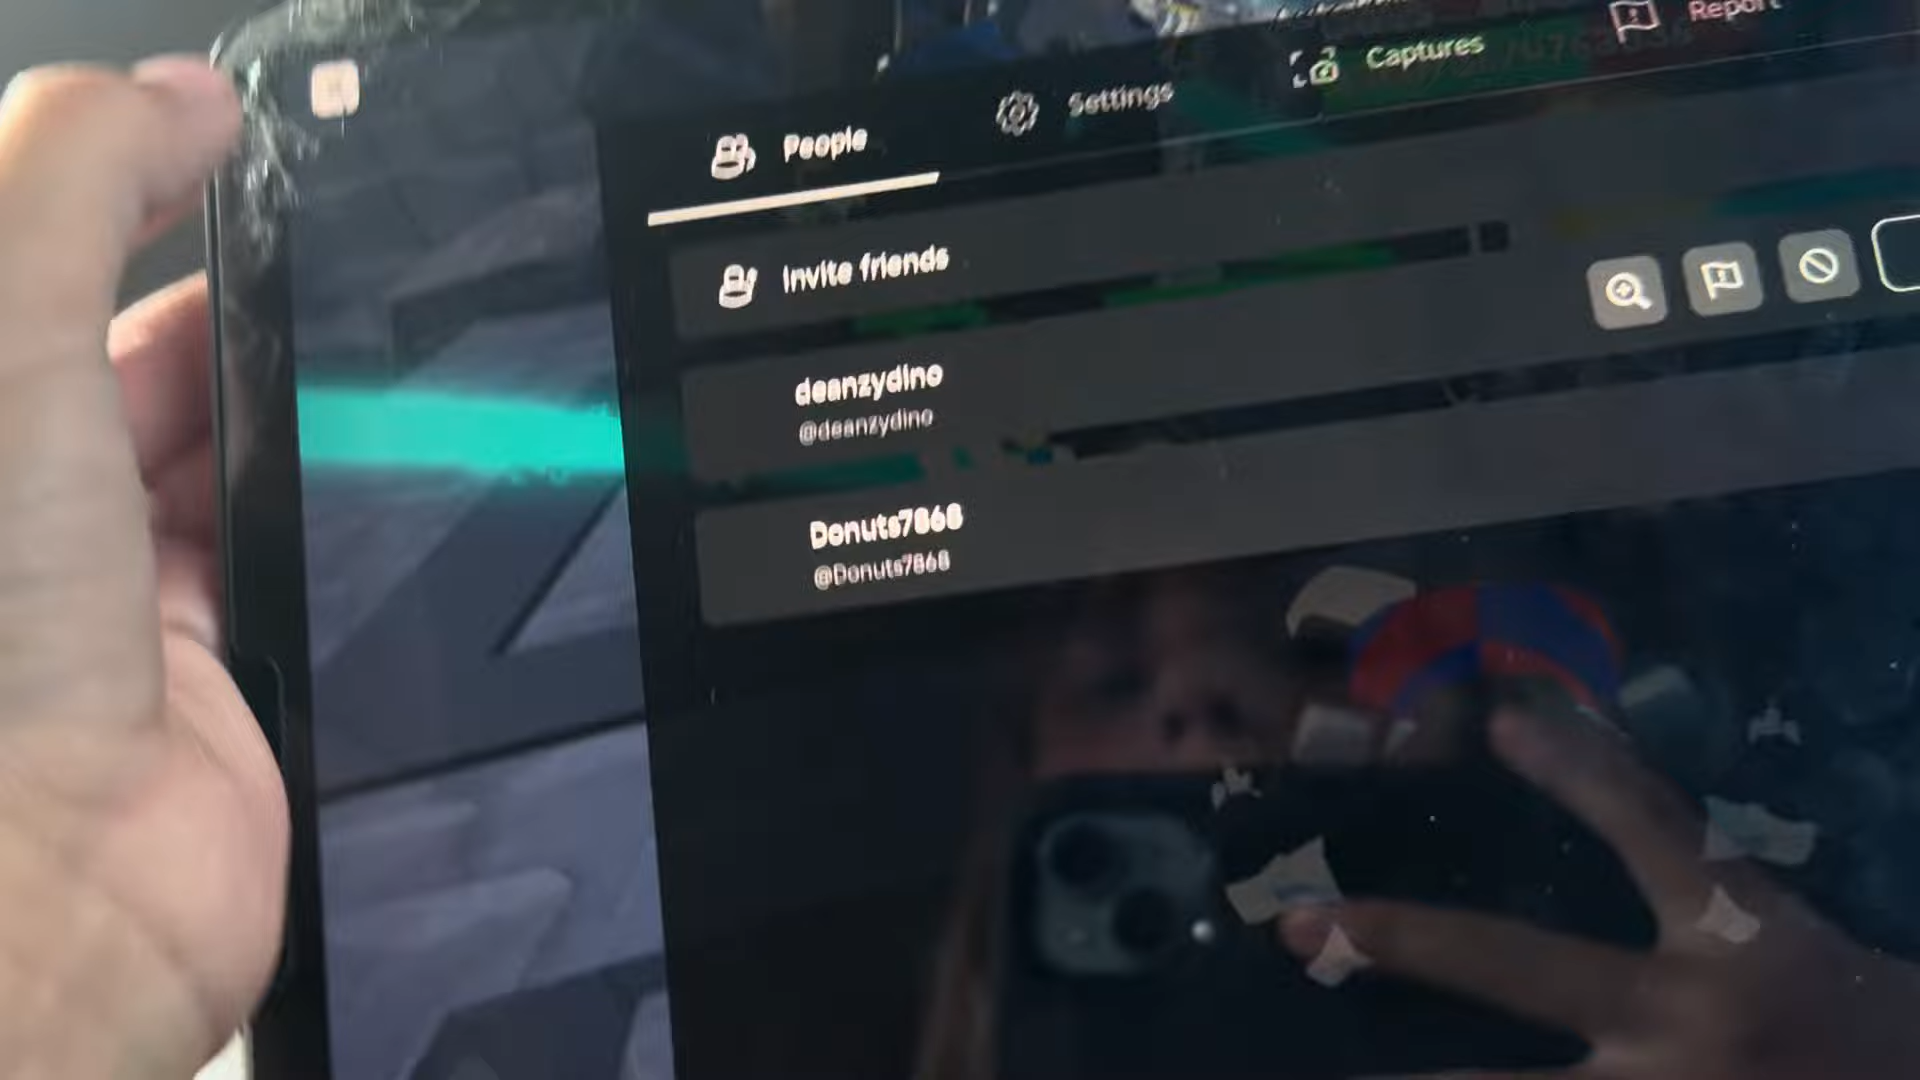 People
Settings
Captures
Report
Invite friends
deanzydino
@deanzydino
Donuts7868
@Donuts7868